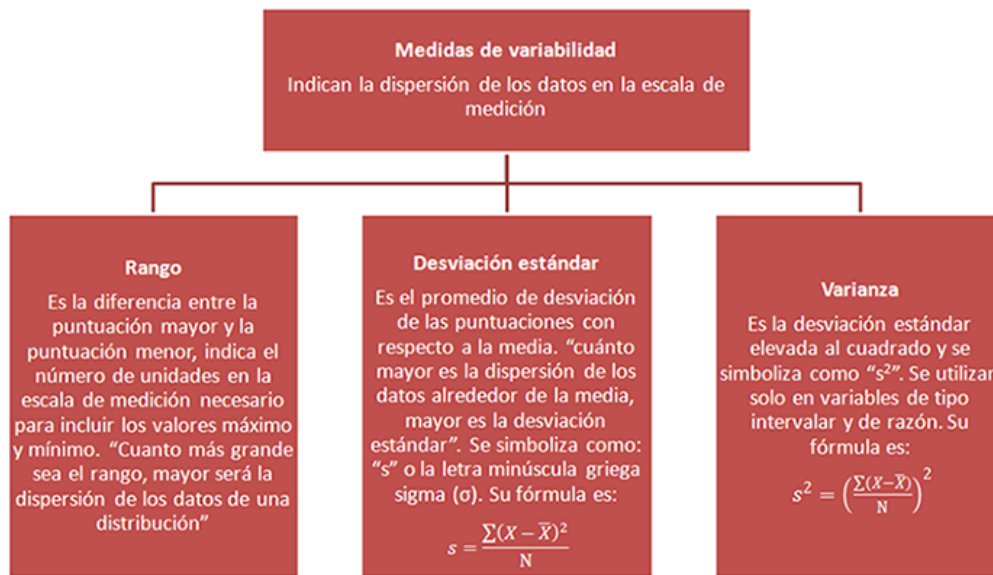 Medidas de variabilidad
Indican la dispersión de los datos en la escala de
medición
Rango
Es la diferencia entre la
puntuación mayor y la
puntuación menor, indica el
número de unidades en la
escala de medición necesario
para incluir los valores máximo
y mínimo. “Cuanto más grande
sea el rango, mayor será la
dispersión de los datos de una
distribución”
Desviación estándar
Es el promedio de desviación
de las puntuaciones con
respecto a la media. “cuánto
mayor es la dispersión de los
datos alrededor de la media,
mayor es la desviación
estándar”. Se simboliza como:
“s” o la letra minúscula griega
sigma (σ). Su fórmula es:
s = ∑(X − X̅)² / N
Varianza
Es la desviación estándar
elevada al cuadrado y se
simboliza como “s²”. Se utilizan
solo en variables de tipo
intervalar y de razón. Su
fórmula es:
s² = (∑(X−X̅) / N)²